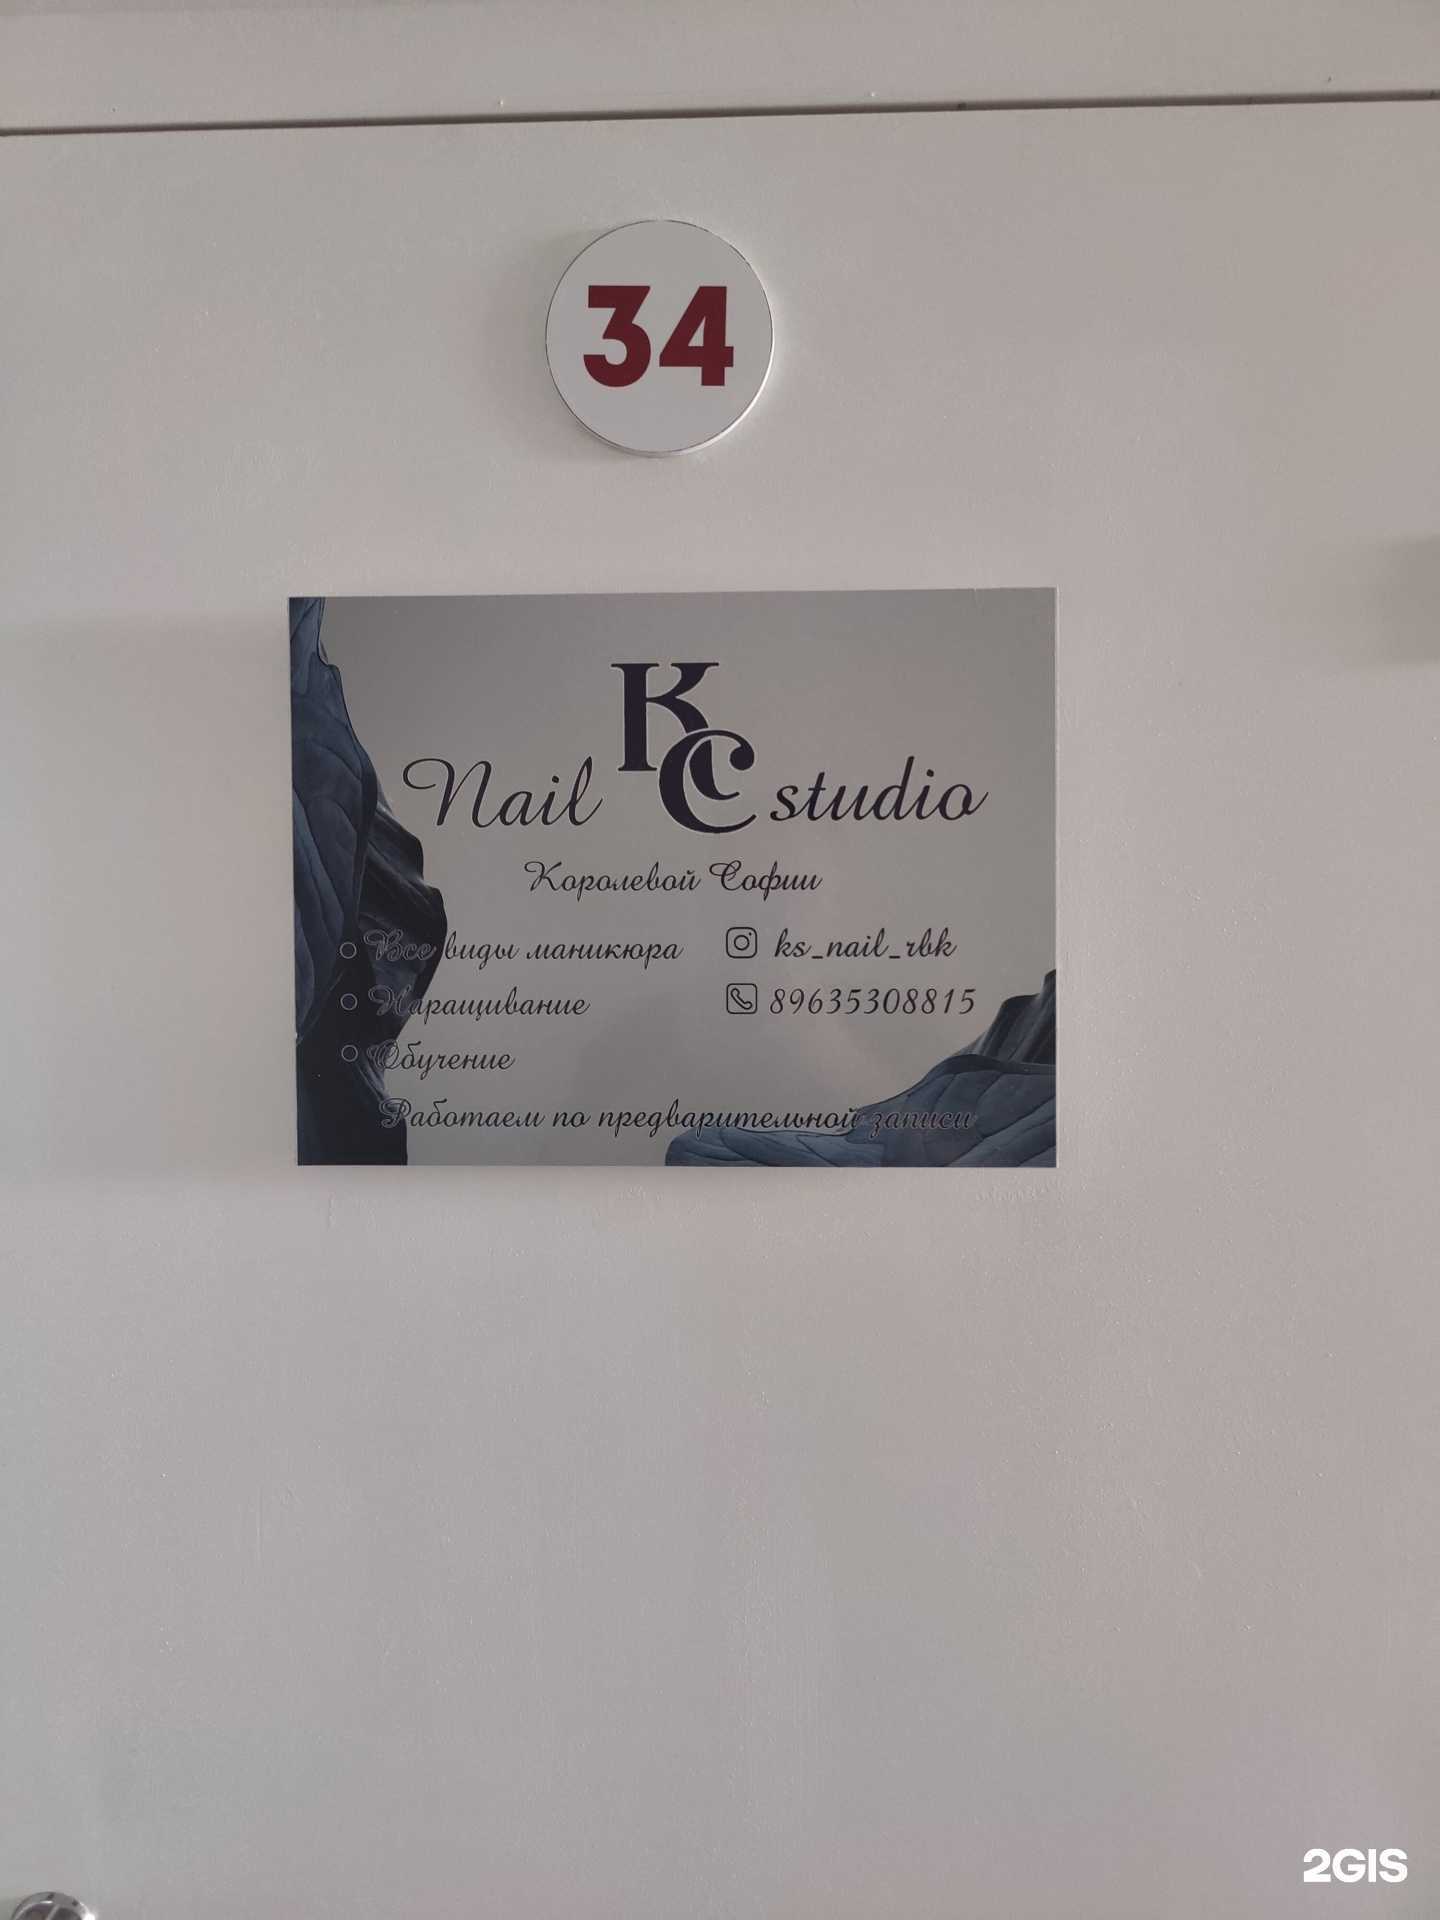 34
Nail КС studio
Королевой Софии
Все виды маникюра
ks_nail_rbk
Наращивание
89635308815
Обучение
Работаем по предварительной записи
2GIS